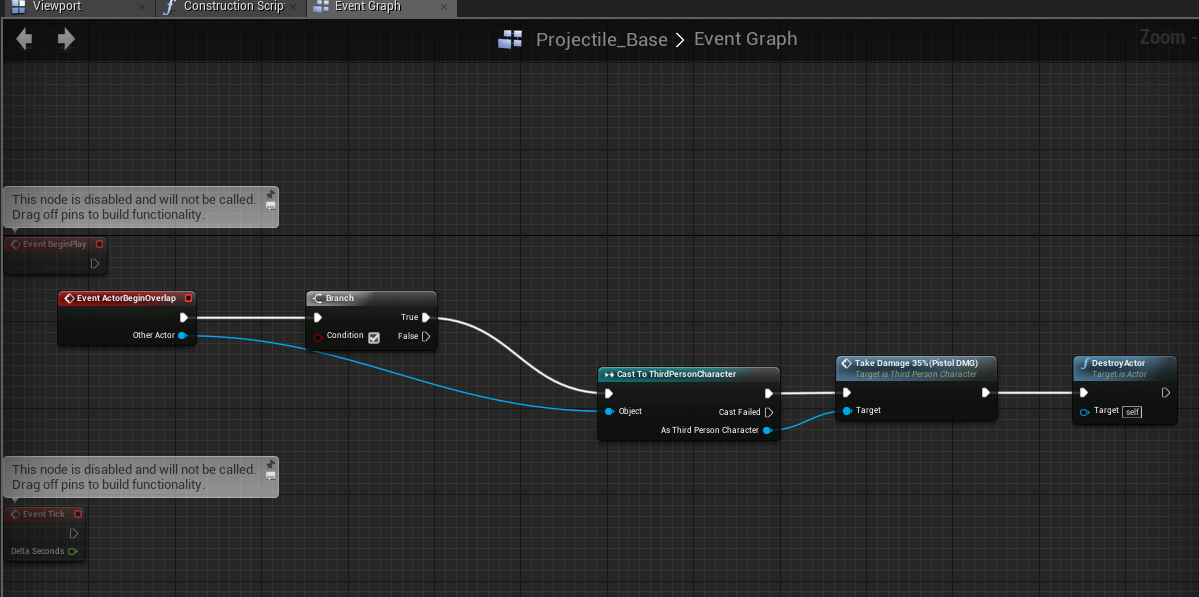 Viewport
Construction Scrip
Event Graph
Projectile_Base > Event Graph
Zoom -
This node is disabled and will not be called.
Drag off pins to build functionality.
Event BeginPlay
Event ActorBeginOverlap
Other Actor
Branch
True
Condition
False
Cast To ThirdPersonCharacter
Object
Cast Failed
As Third Person Character
Take Damage 35%(Pistol DMG)
Target is Third Person Character
Target
DestroyActor
Target is Actor
Target self
This node is disabled and will not be called.
Drag off pins to build functionality.
Event Tick
Delta Seconds